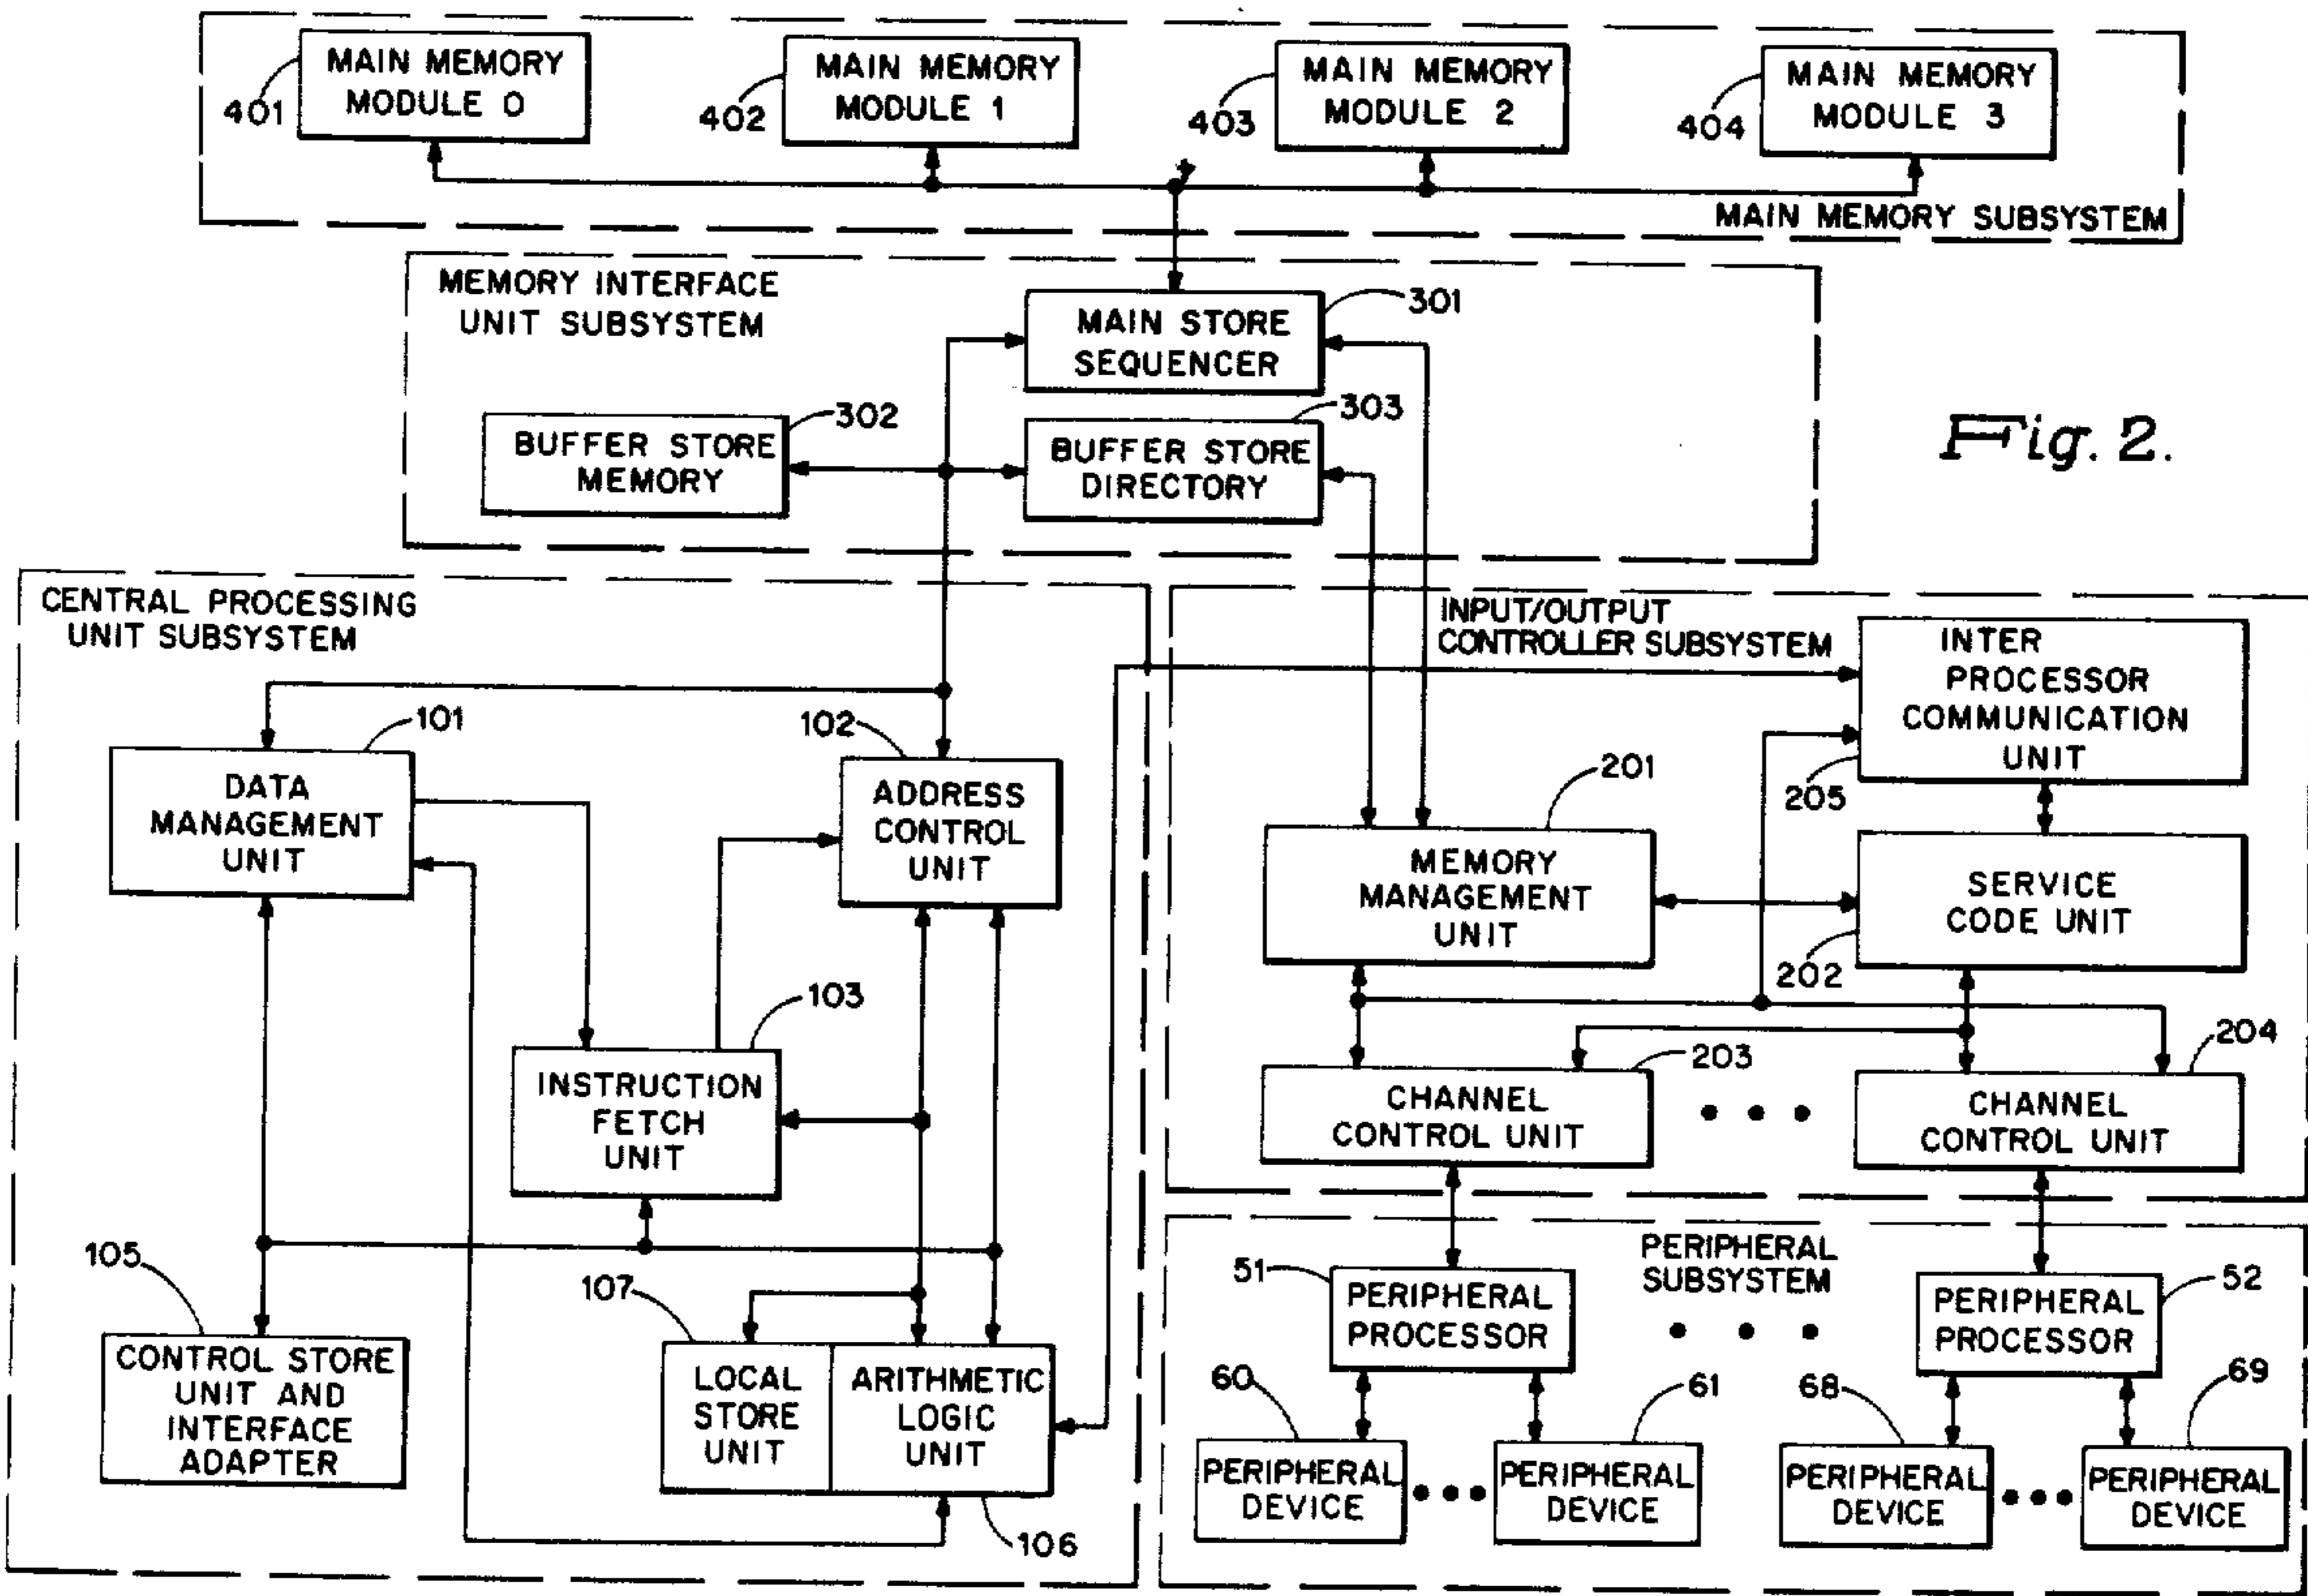 MAIN MEMORY
MODULE 0
401
MAIN MEMORY
MODULE 1
402
MAIN MEMORY
MODULE 2
403
MAIN MEMORY
MODULE 3
404
MAIN MEMORY SUBSYSTEM
MEMORY INTERFACE
UNIT SUBSYSTEM
MAIN STORE
SEQUENCER
301
BUFFER STORE
MEMORY
302
BUFFER STORE
DIRECTORY
303
Fig. 2.
CENTRAL PROCESSING
UNIT SUBSYSTEM
DATA
MANAGEMENT
UNIT
101
ADDRESS
CONTROL
UNIT
102
INSTRUCTION
FETCH
UNIT
103
CONTROL STORE
UNIT AND
INTERFACE
ADAPTER
105
LOCAL
STORE
UNIT
107
ARITHMETIC
LOGIC
UNIT
106
INPUT/OUTPUT
CONTROLLER SUBSYSTEM
INTER
PROCESSOR
COMMUNICATION
UNIT
205
MEMORY
MANAGEMENT
UNIT
201
SERVICE
CODE UNIT
202
CHANNEL
CONTROL UNIT
203
CHANNEL
CONTROL UNIT
204
PERIPHERAL
SUBSYSTEM
PERIPHERAL
PROCESSOR
51
PERIPHERAL
PROCESSOR
52
PERIPHERAL
DEVICE
60
PERIPHERAL
DEVICE
61
PERIPHERAL
DEVICE
68
PERIPHERAL
DEVICE
69